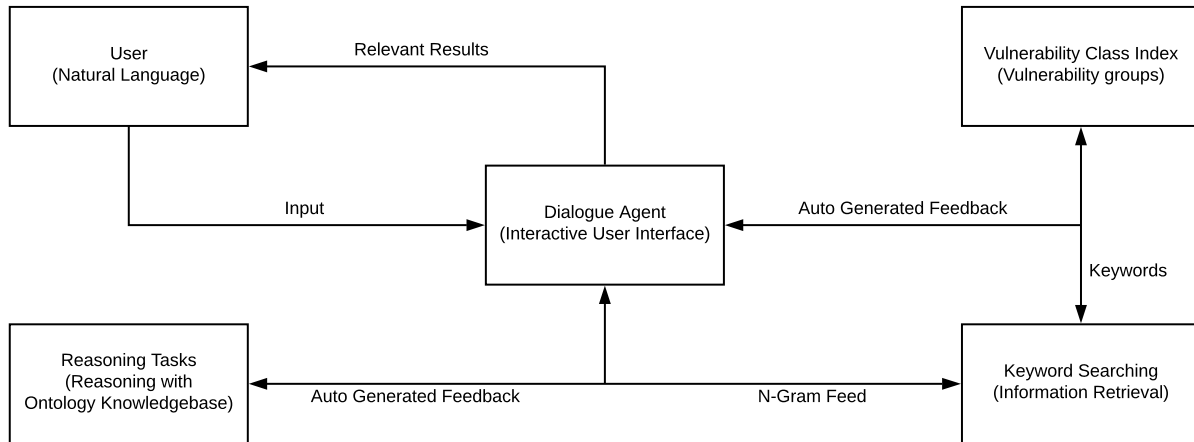 User
(Natural Language)
Relevant Results
Vulnerability Class Index
(Vulnerability groups)
Input
Dialogue Agent
(Interactive User Interface)
Auto Generated Feedback
Keywords
Reasoning Tasks
(Reasoning with
Ontology Knowledgebase)
Auto Generated Feedback
N-Gram Feed
Keyword Searching
(Information Retrieval)